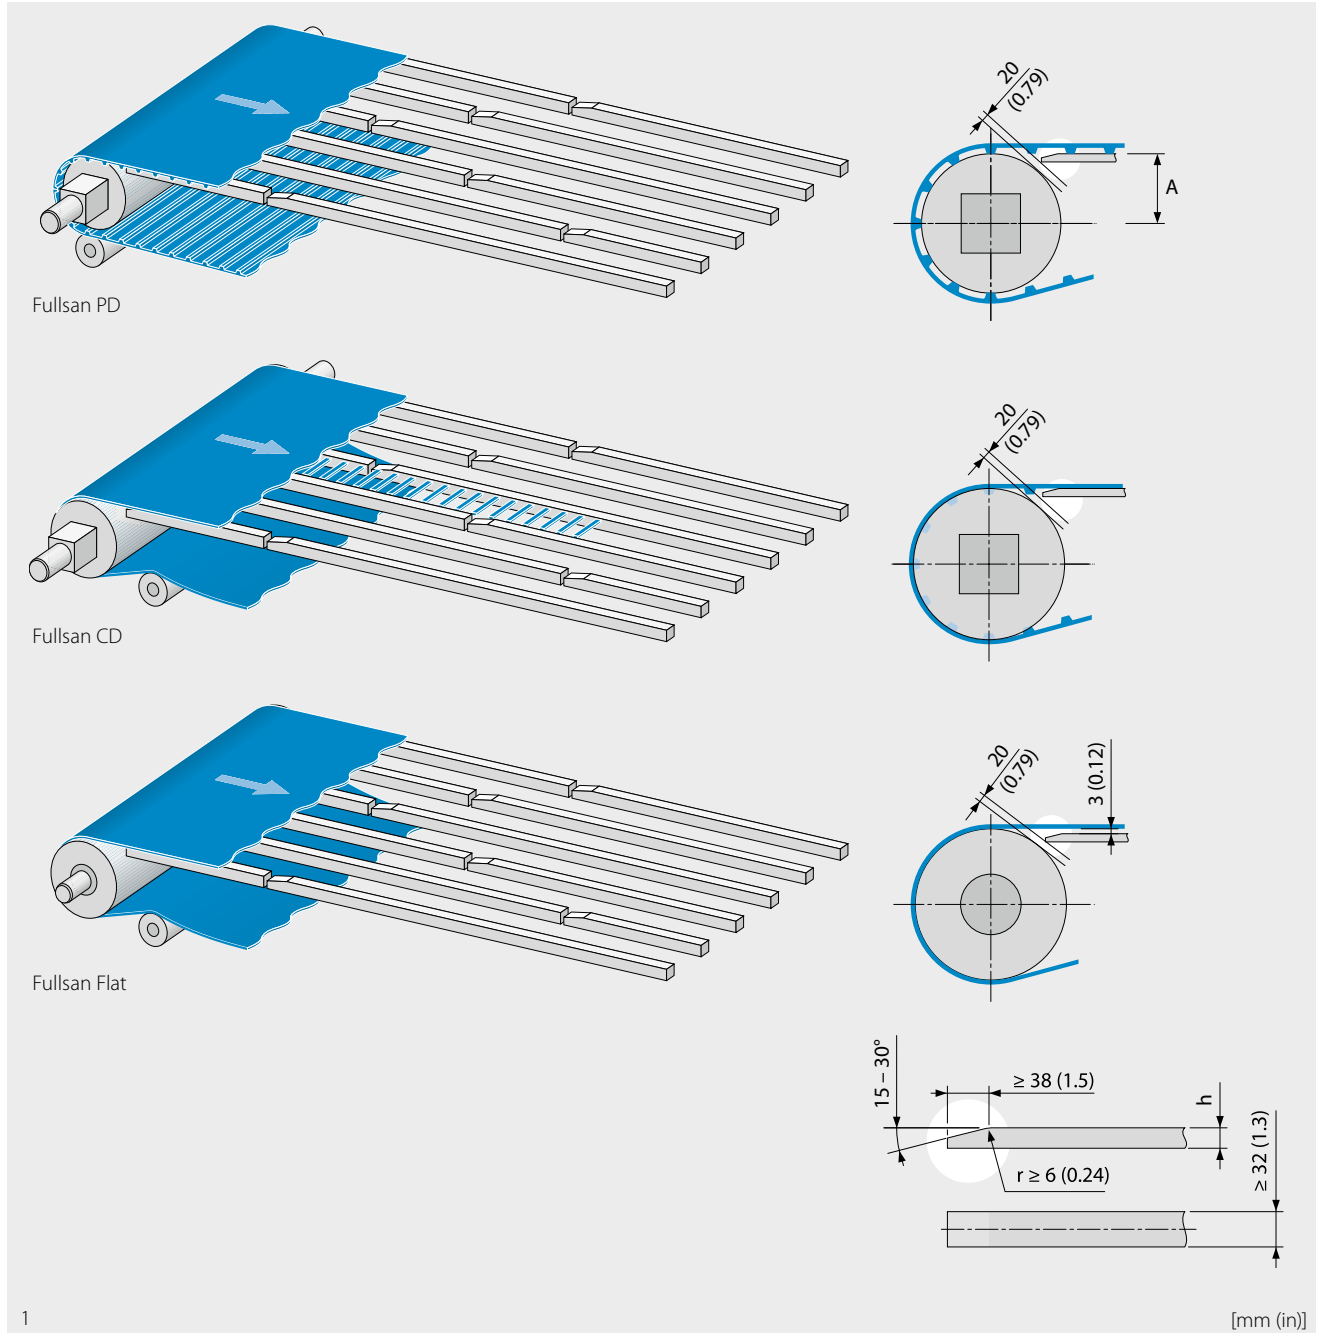 20
(0.79)
A
Fullsan PD
20
(0.79)
Fullsan CD
20
(0.79)
3 (0.12)
Fullsan Flat
15 – 30°
≥ 38 (1.5)
h
≥ 32 (1.3)
r ≥ 6 (0.24)
1
[mm (in)]